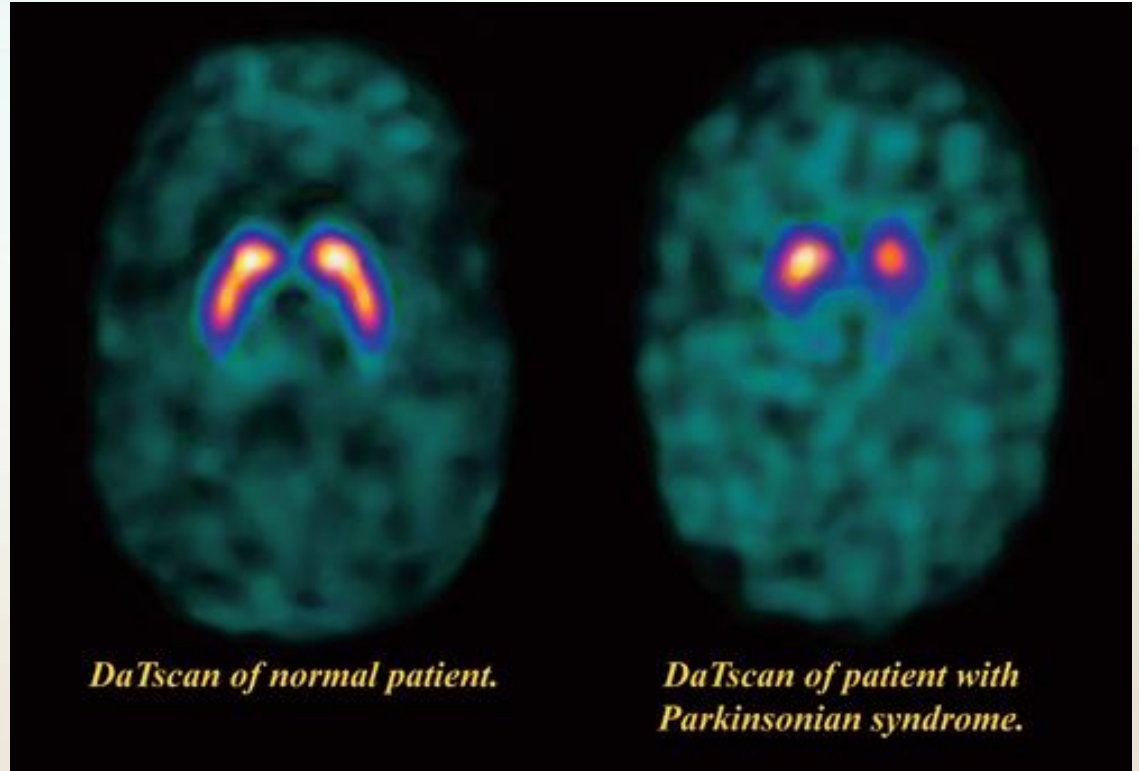 DaTscan of normal patient.
DaTscan of patient with
Parkinsonian syndrome.